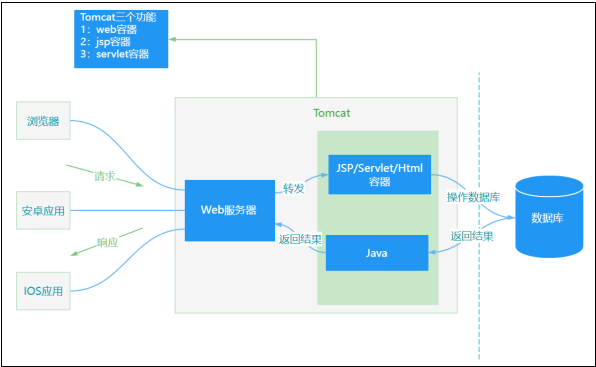 Tomcat三个功能
1：web容器
2：jsp容器
3：servlet容器
Tomcat
浏览器
请求
安卓应用
响应
IOS应用
Web服务器
转发
返回结果
JSP/Servlet/Html
容器
Java
操作数据库
返回结果
数据库